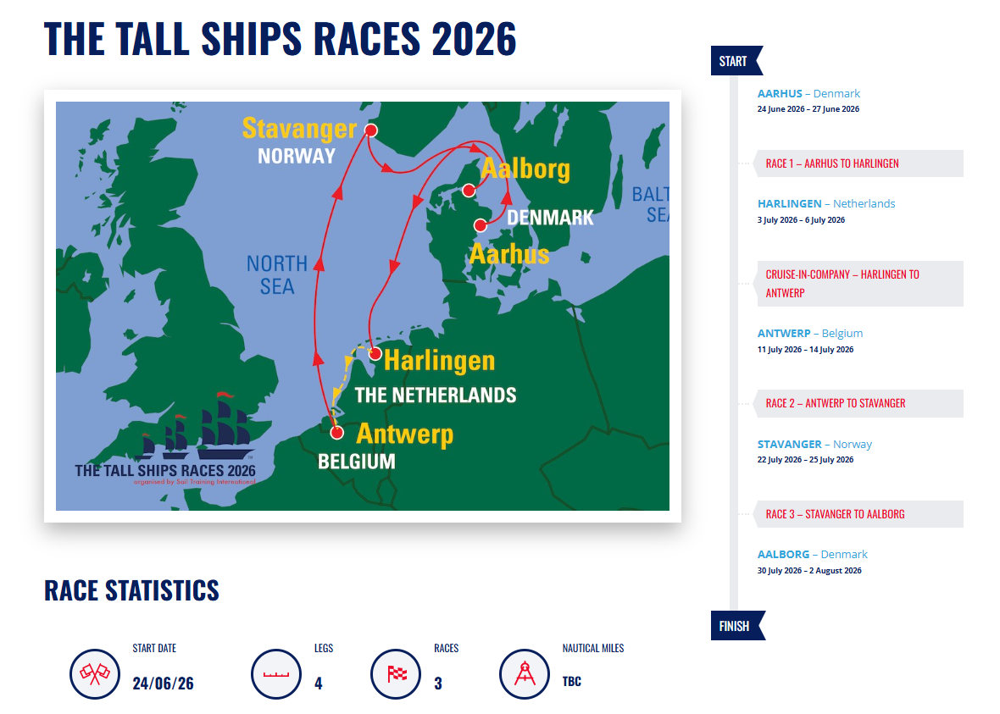 THE TALL SHIPS RACES 2026
Stavanger
NORWAY
Aalborg
BALT
SEA
DENMARK
Aarhus
NORTH
SEA
Harlingen
THE NETHERLANDS
Antwerp
BELGIUM
THE TALL SHIPS RACES 2026
organised by Sail Training International
RACE STATISTICS
START DATE
24/06/26
LEGS
4
RACES
3
NAUTICAL MILES
TBC
START
AARHUS – Denmark
24 June 2026 – 27 June 2026
RACE 1 – AARHUS TO HARLINGEN
HARLINGEN – Netherlands
3 July 2026 – 6 July 2026
CRUISE-IN-COMPANY – HARLINGEN TO
ANTWERP
ANTWERP – Belgium
11 July 2026 – 14 July 2026
RACE 2 – ANTWERP TO STAVANGER
STAVANGER – Norway
22 July 2026 – 25 July 2026
RACE 3 – STAVANGER TO AALBORG
AALBORG – Denmark
30 July 2026 – 2 August 2026
FINISH